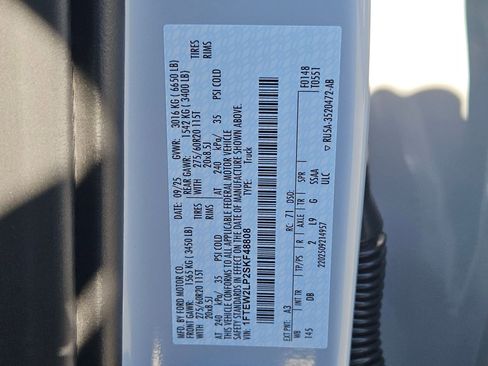 MFD. BY FORD MOTOR CO. DATE: 09/25 GVWR: 3016 KG ( 6650 LB)
FRONT GAWR: 1565 KG( 3450 LB) REAR GAWR: 1542 KG( 3400 LB)
WITH 275/60R20 115T TIRES WITH 275/60R20 115T TIRES
20x8.5J RIMS 20x8.5J RIMS
AT 240 kPa/ 35 PSI COLD AT 240 kPa/ 35 PSI COLD
THIS VEHICLE CONFORMS TO ALL APPLICABLE FEDERAL MOTOR VEHICLE
SAFETY STANDARDS IN EFFECT ON THE DATE OF MANUFACTURE SHOWN ABOVE.
VIN: 1FTEW2LP2SKF48808
TYPE: Truck
F0148
T0551
EXT PNT: A3 RC: 71 DSO:
WB INT TR TP/PS R AXLE TR SPR
145 DB 2 L9 G SSAA
ULC
2202509214957
▽ RU5A-3520472-AB